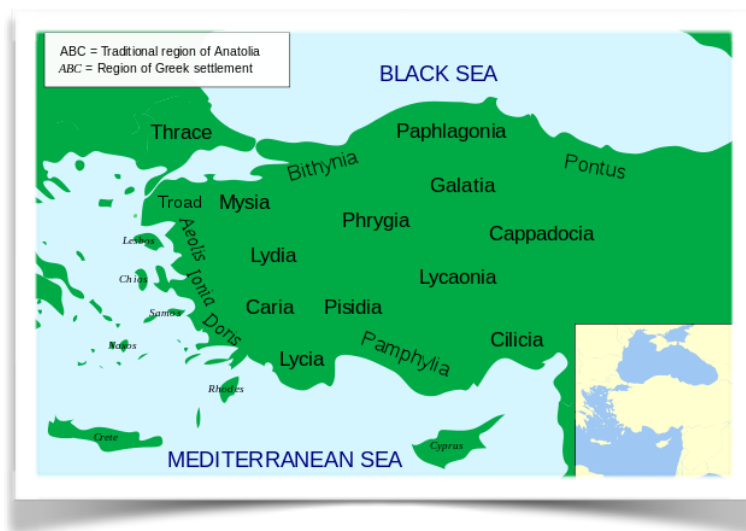 ABC = Traditional region of Anatolia
ABC = Region of Greek settlement
BLACK SEA
Thrace
Paphlagonia
Bithynia
Pontus
Galatia
Troad
Mysia
Phrygia
Cappadocia
Aeolis
Lesbos
Lydia
Lycaonia
Chios
Ionia
Caria
Pisidia
Samos
Doris
Naxos
Pamphylia
Cilicia
Lycia
Rhodes
Crete
Cyprus
MEDITERRANEAN SEA